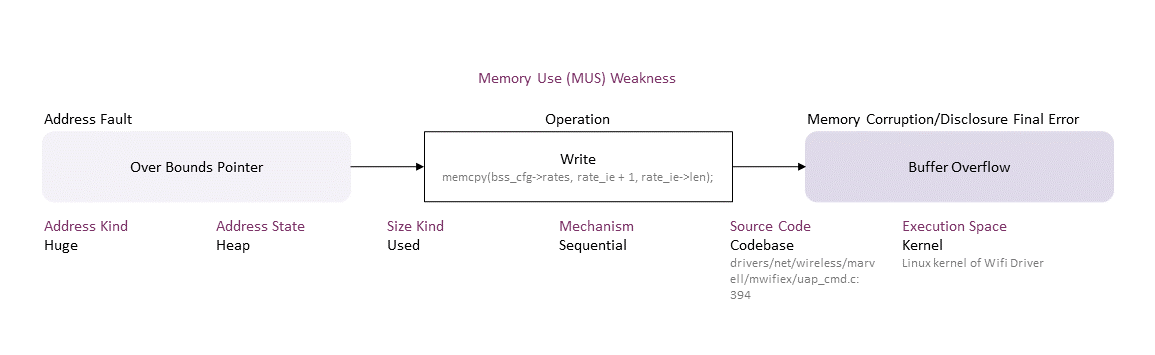 Memory Use (MUS) Weakness
Address Fault
Operation
Memory Corruption/Disclosure Final Error
Over Bounds Pointer
Write
memcpy(bss_cfg->rates, rate_ie + 1, rate_ie->len);
Buffer Overflow
Address Kind
Huge
Address State
Heap
Size Kind
Used
Mechanism
Sequential
Source Code
Codebase
drivers/net/wireless/marv
ell/mwifiex/uap_cmd.c:
394
Execution Space
Kernel
Linux kernel of Wifi Driver